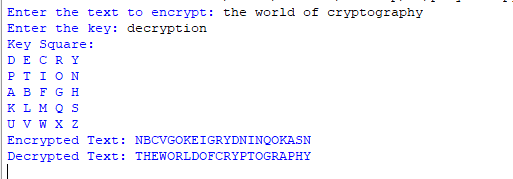 Enter the text to encrypt: the world of cryptography
Enter the key: decryption
Key Square:
D E C R Y
P T I O N
A B F G H
K L M Q S
U V W X Z
Encrypted Text: NBCVGOKEIGRYDNINQOKASN
Decrypted Text: THEWORLDOFCRYPTOGRAPHY